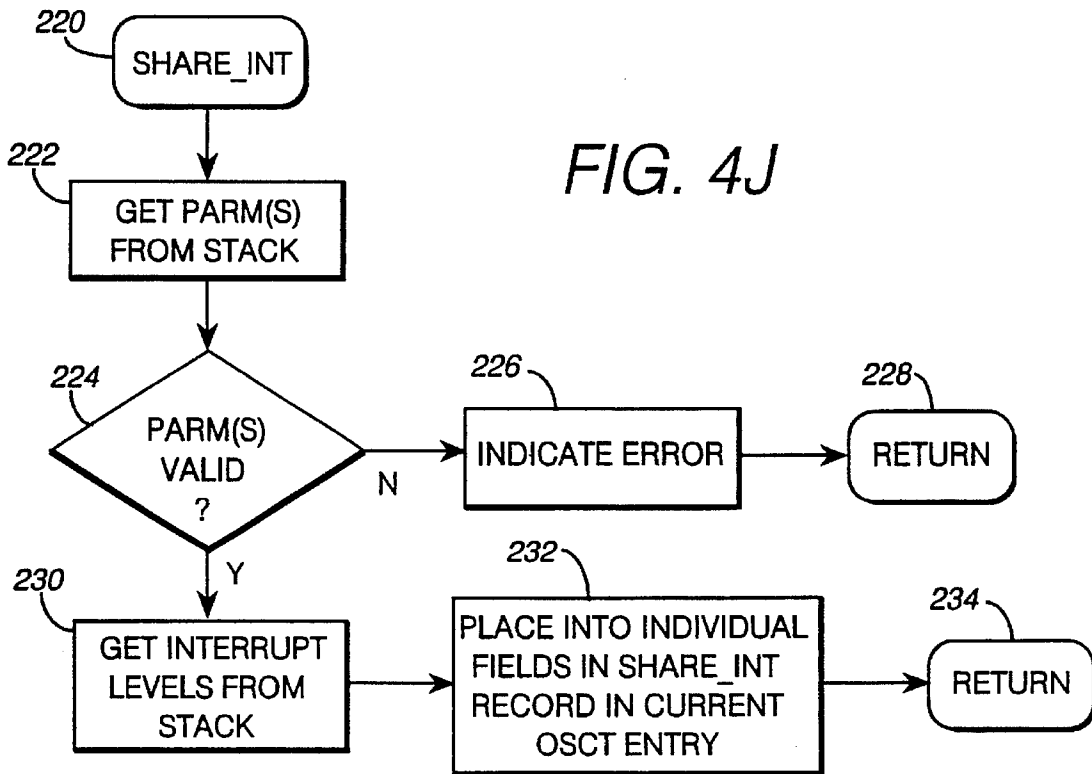 220
SHARE_INT
FIG. 4J
222
GET PARM(S)
FROM STACK
224
PARM(S)
VALID
?
N
Y
226
INDICATE ERROR
228
RETURN
230
GET INTERRUPT
LEVELS FROM
STACK
232
PLACE INTO INDIVIDUAL
FIELDS IN SHARE_INT
RECORD IN CURRENT
OSCT ENTRY
234
RETURN